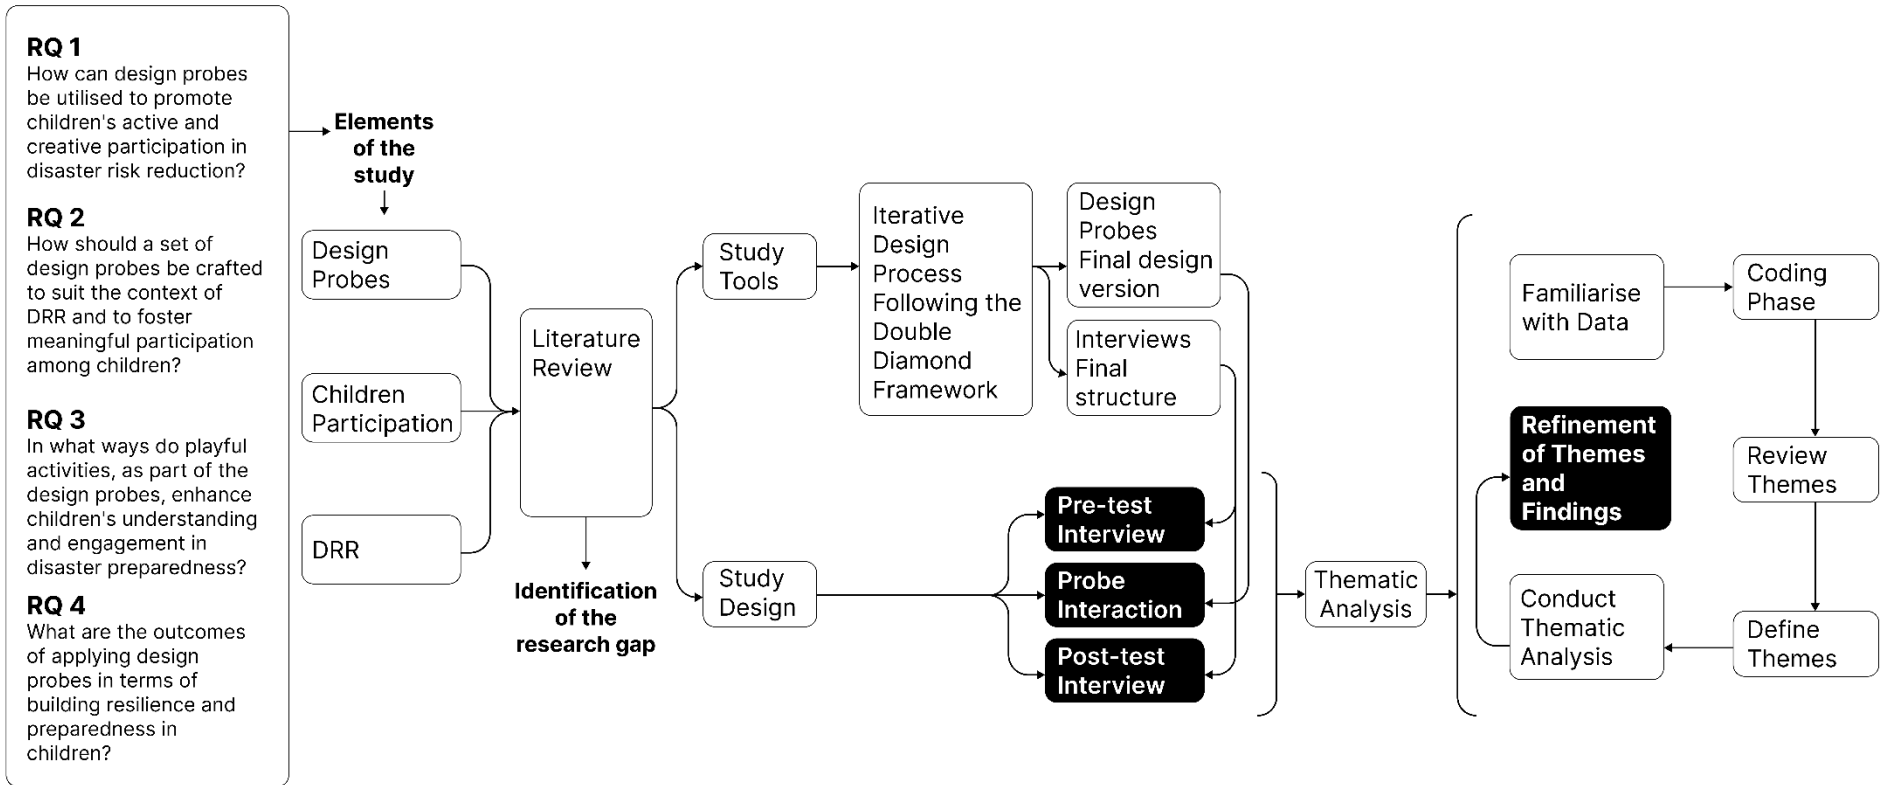 RQ 1
How can design probes
be utilised to promote
children's active and
creative participation in
disaster risk reduction?
RQ 2
How should a set of
design probes be crafted
to suit the context of
DRR and to foster
meaningful participation
among children?
RQ 3
In what ways do playful
activities, as part of the
design probes, enhance
children's understanding
and engagement in
disaster preparedness?
RQ 4
What are the outcomes
of applying design
probes in terms of
building resilience and
preparedness in
children?
Elements
of the
study
Design
Probes
Children
Participation
DRR
Literature
Review
Identification
of the
research gap
Study
Tools
Study
Design
Iterative
Design
Process
Following the
Double
Diamond
Framework
Design
Probes
Final design
version
Interviews
Final
structure
Pre-test
Interview
Probe
Interaction
Post-test
Interview
Thematic
Analysis
Familiarise
with Data
Coding
Phase
Review
Themes
Define
Themes
Conduct
Thematic
Analysis
Refinement
of Themes
and
Findings